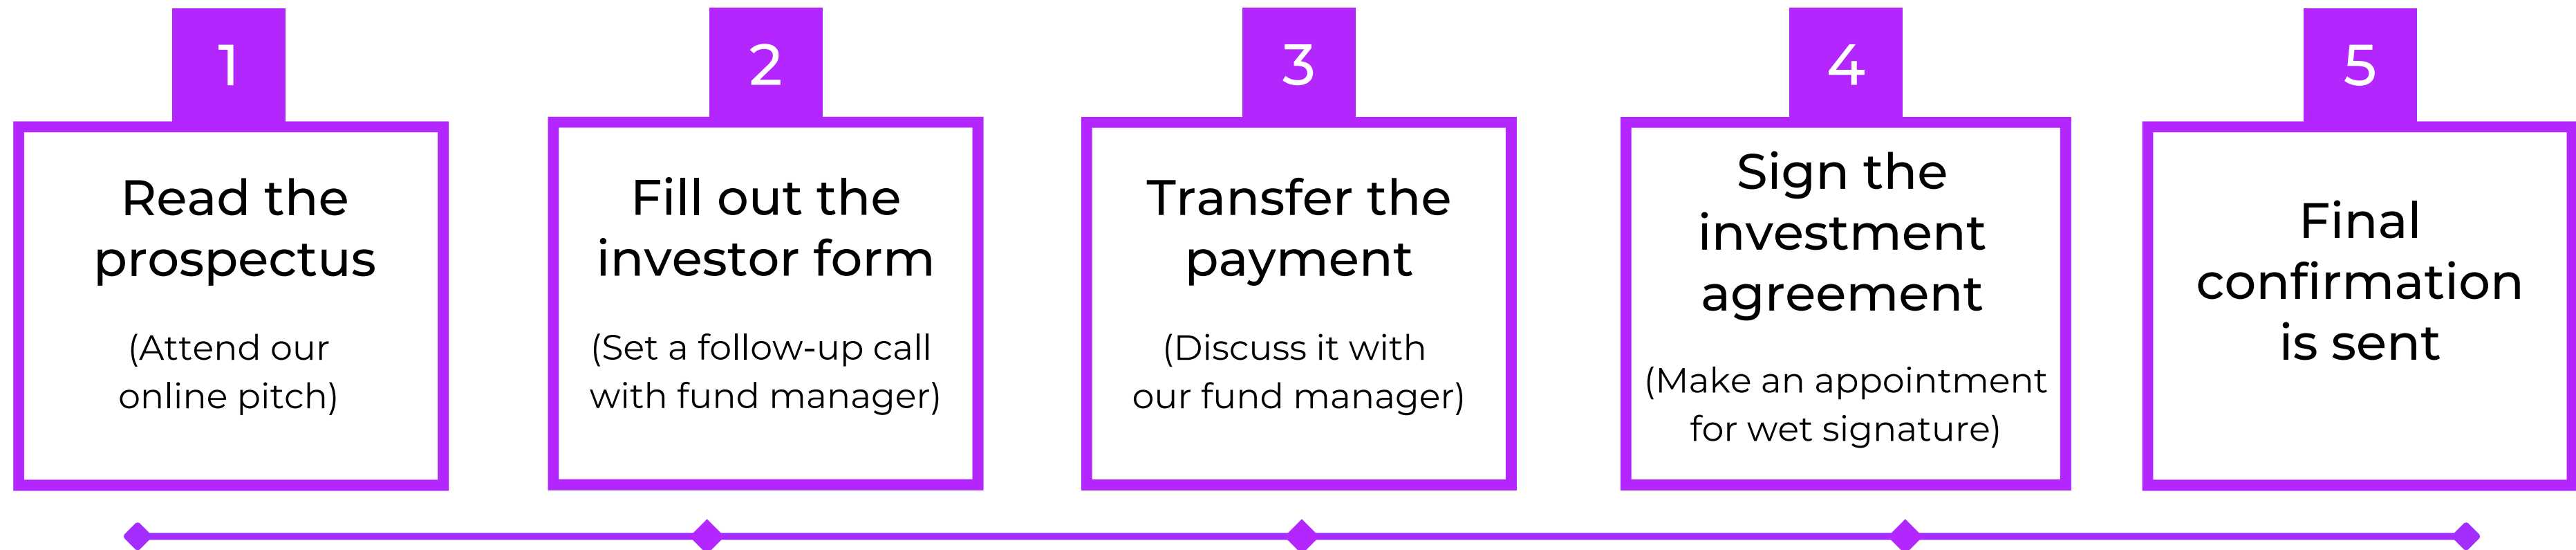 1
Read the
prospectus
(Attend our
online pitch)
2
Fill out the
investor form
(Set a follow-up call
with fund manager)
3
Transfer the
payment
(Discuss it with
our fund manager)
4
Sign the
investment
agreement
(Make an appointment
for wet signature)
5
Final
confirmation
is sent